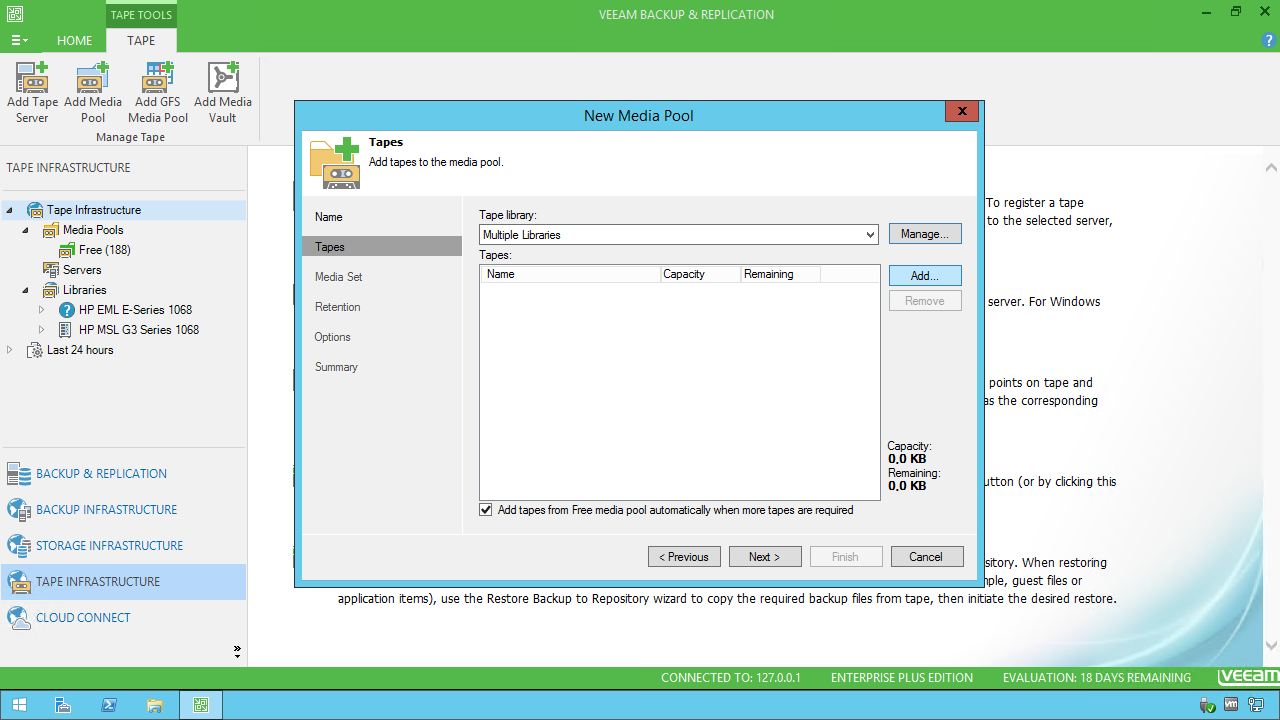 TAPE TOOLS
VEEAM BACKUP & REPLICATION
HOME
TAPE
Add Tape Server
Add Media Pool
Add GFS Media Pool
Add Media Vault
Manage Tape
TAPE INFRASTRUCTURE
Tape Infrastructure
Media Pools
Free (188)
Servers
Libraries
HP EML E-Series 1068
HP MSL G3 Series 1068
Last 24 hours
BACKUP & REPLICATION
BACKUP INFRASTRUCTURE
STORAGE INFRASTRUCTURE
TAPE INFRASTRUCTURE
CLOUD CONNECT
New Media Pool
Tapes
Add tapes to the media pool.
Name
Tapes
Media Set
Retention
Options
Summary
Tape library:
Multiple Libraries
Manage...
Tapes:
Name Capacity Remaining
Add...
Remove
Capacity:
0,0 KB
Remaining:
0,0 KB
Add tapes from Free media pool automatically when more tapes are required
< Previous
Next >
Finish
Cancel
To register a tape
to the selected server,
server. For Windows
points on tape and
as the corresponding
utton (or by clicking this
sitory. When restoring
mple, guest files or
application items), use the Restore Backup to Repository wizard to copy the required backup files from tape, then initiate the desired restore.
CONNECTED TO: 127.0.0.1
ENTERPRISE PLUS EDITION
EVALUATION: 18 DAYS REMAINING
veeam
vm